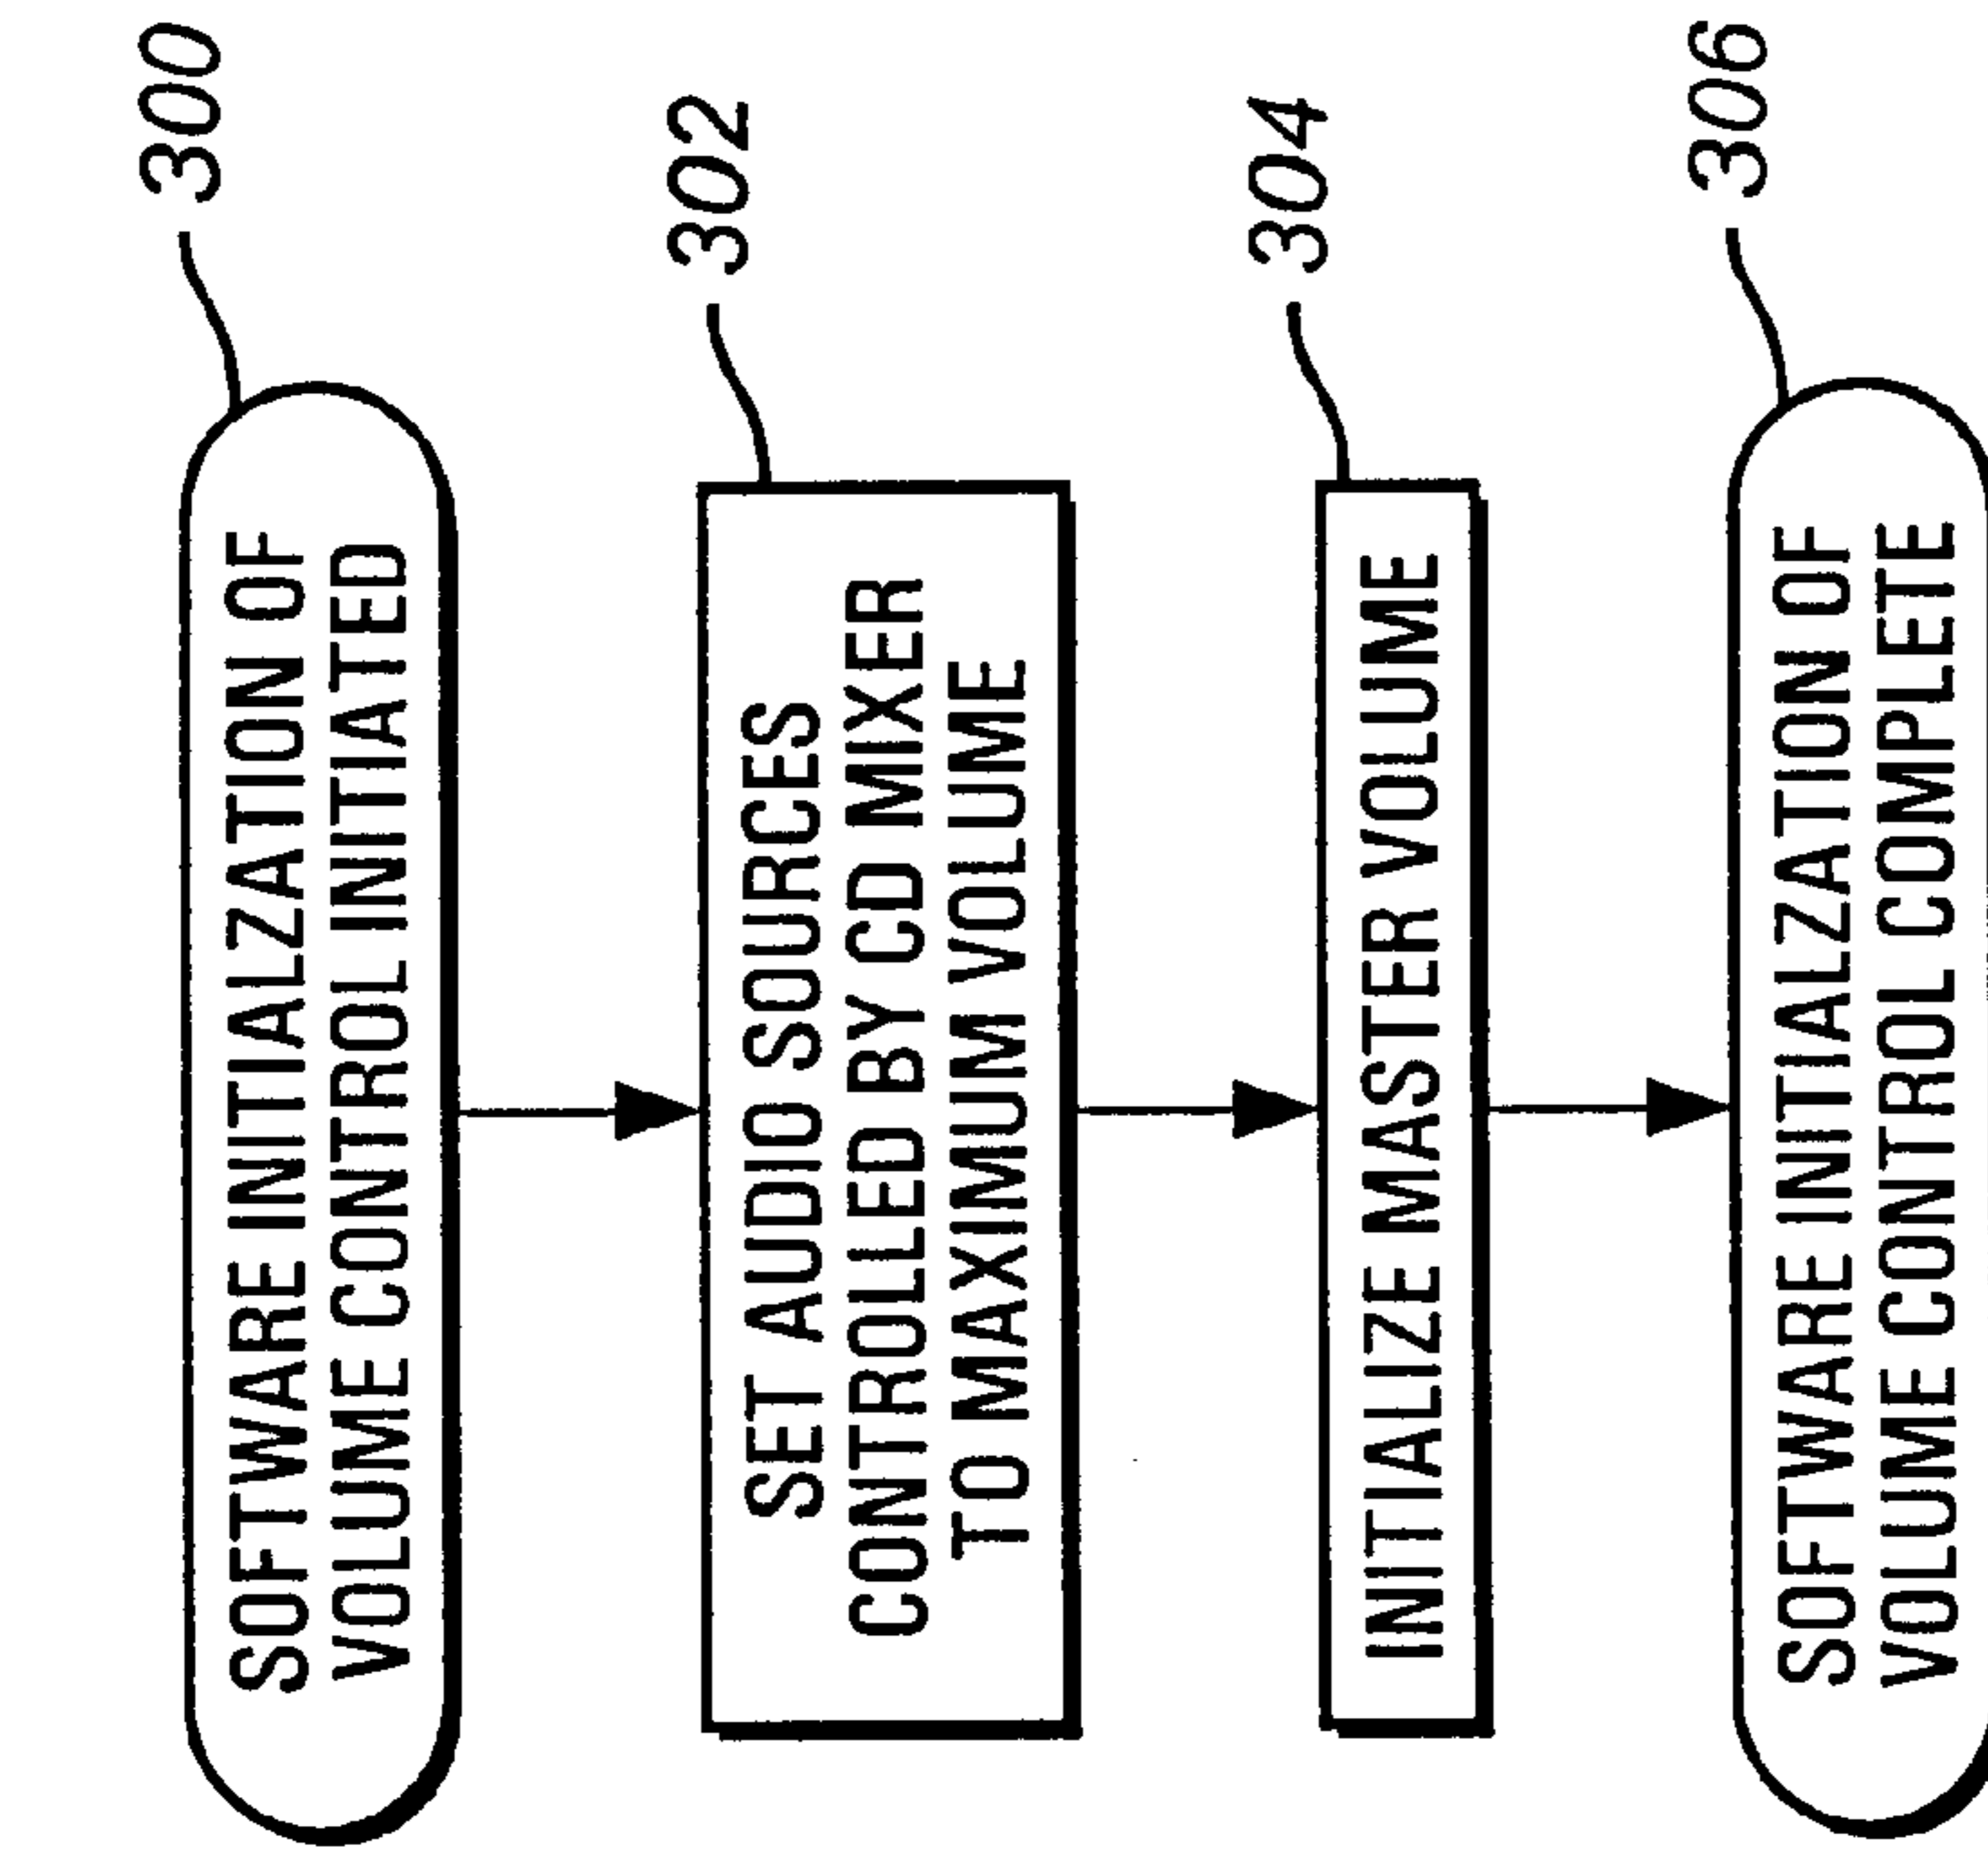 300
SOFTWARE INITIALZATION OF
VOLUME CONTROL INITIATED
302
SET AUDIO SOURCES
CONTROLLED BY CD MIXER
TO MAXIMUM VOLUME
304
INITIALIZE MASTER VOLUME
306
SOFTWARE INITIALZATION OF
VOLUME CONTROL COMPLETE